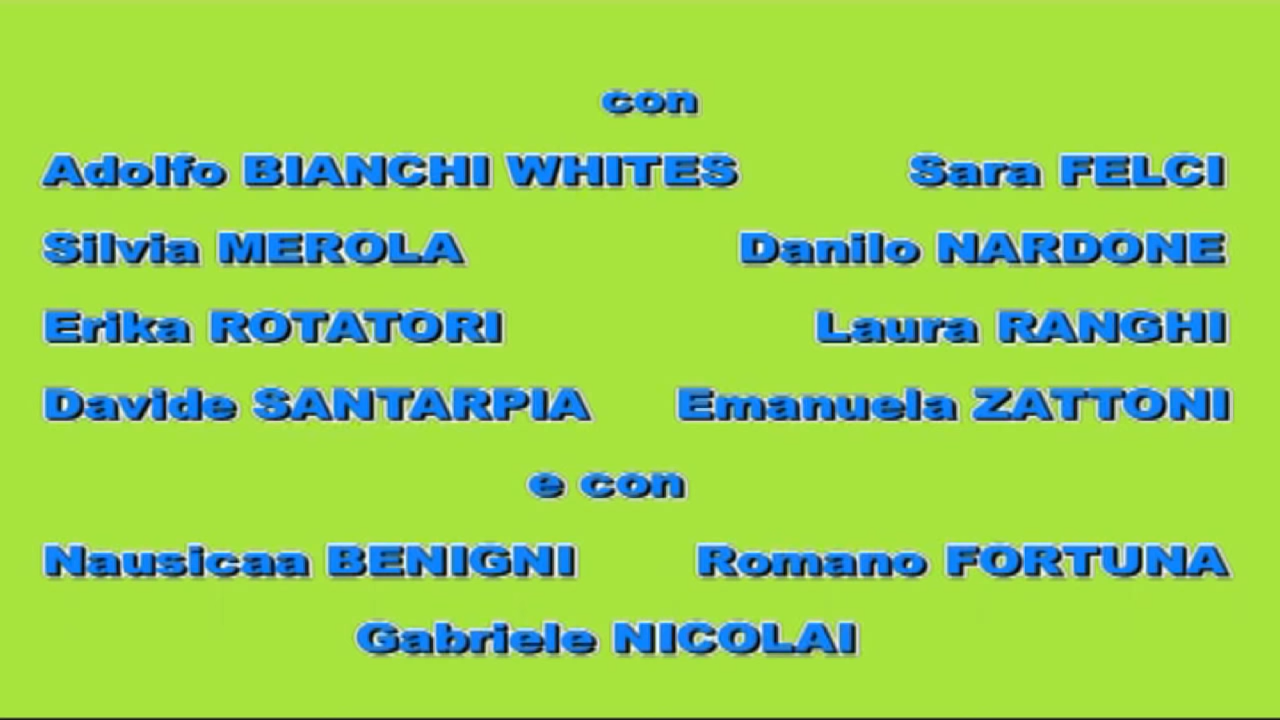 con
Adolfo BIANCHI WHITES Sara FELCI
Silvia MEROLA Danilo NARDONE
Erika ROTATORI Laura RANGHI
Davide SANTARPIA Emanuela ZATTONI
e con
Nausicaa BENIGNI Romano FORTUNA
Gabriele NICOLAI